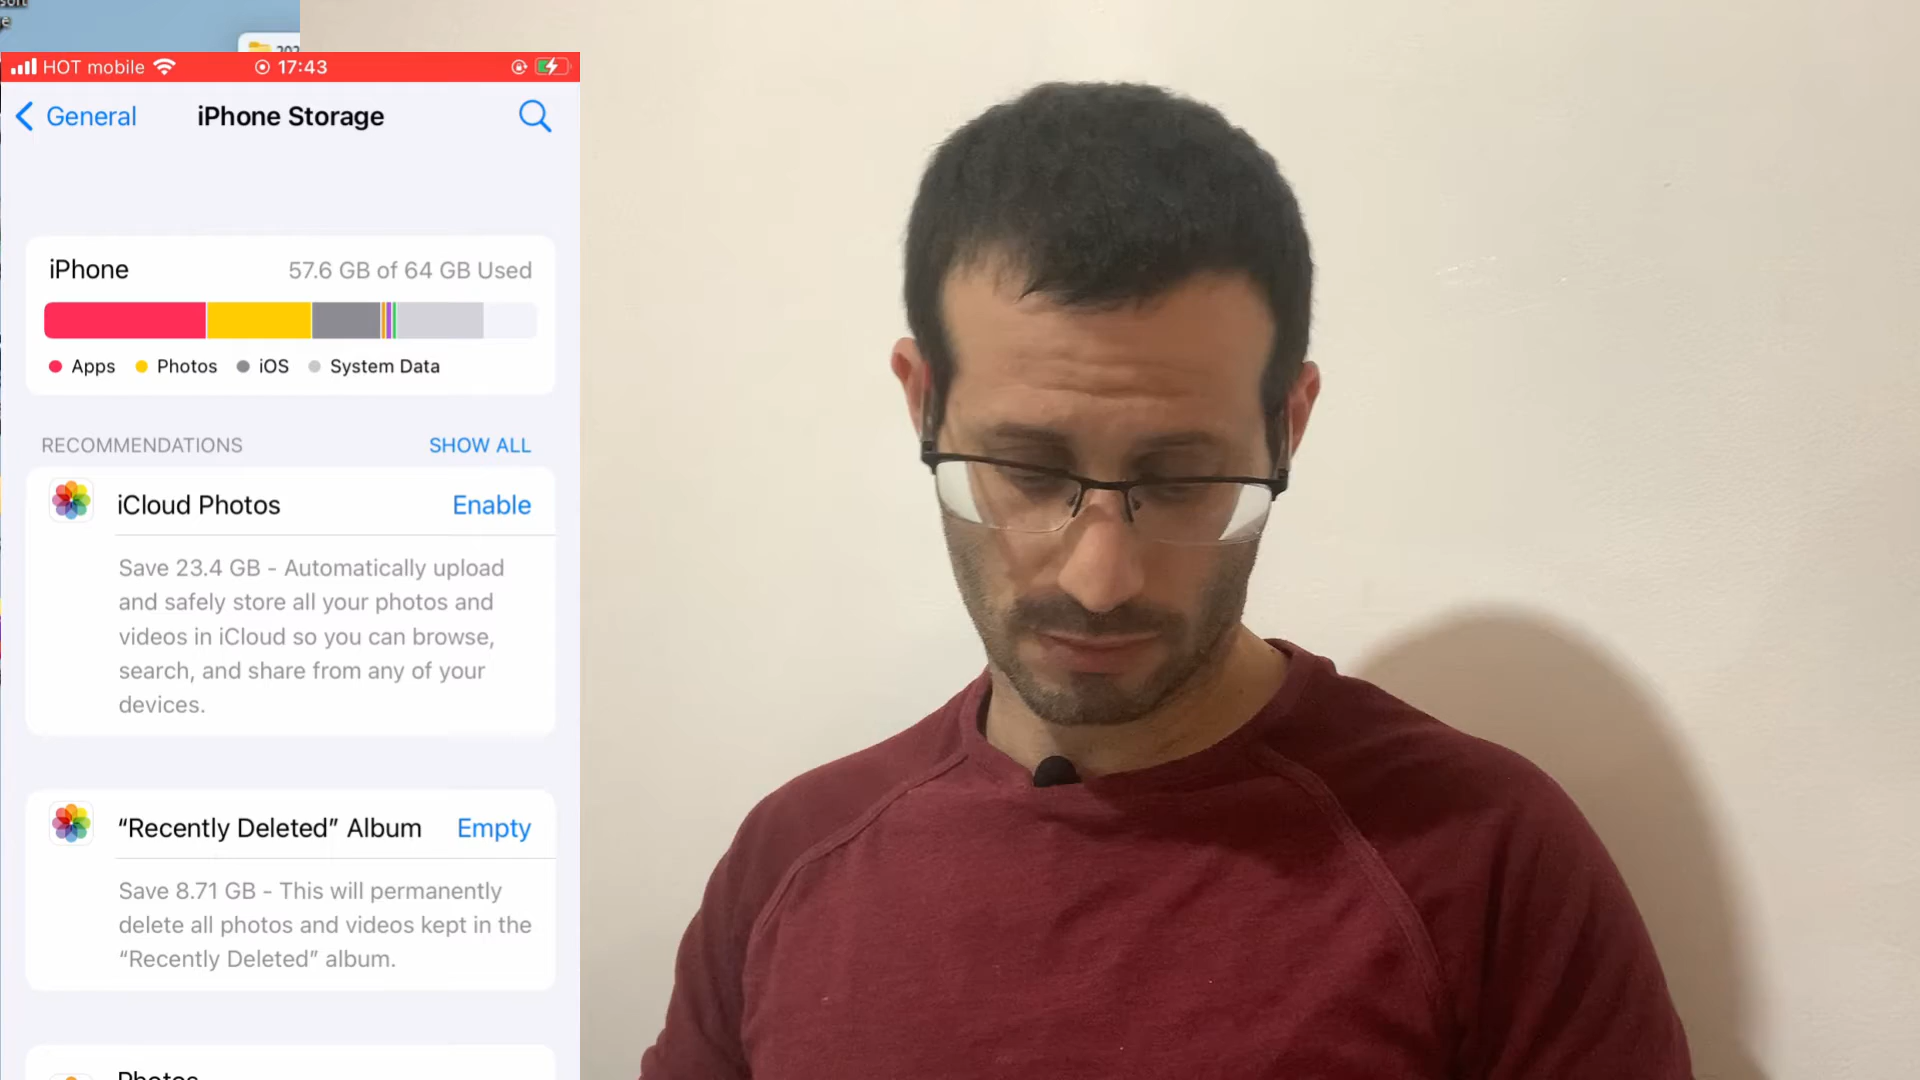 HOT mobile 17:43
General iPhone Storage
iPhone 57.6 GB of 64 GB Used
Apps Photos iOS System Data
RECOMMENDATIONS SHOW ALL
iCloud Photos Enable
Save 23.4 GB - Automatically upload
and safely store all your photos and
videos in iCloud so you can browse,
search, and share from any of your
devices.
“Recently Deleted” Album Empty
Save 8.71 GB - This will permanently
delete all photos and videos kept in the
“Recently Deleted” album.
Photos